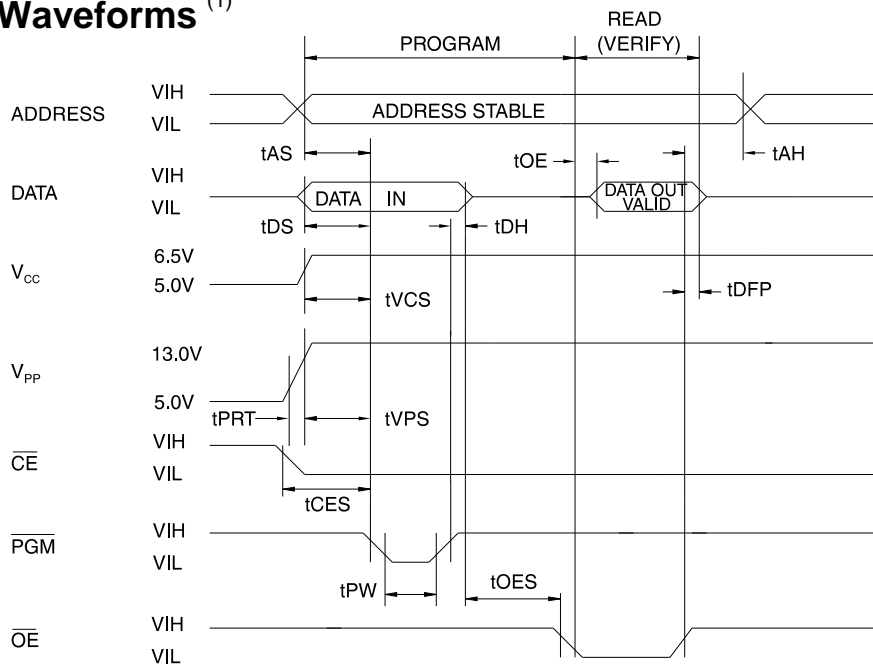 Waveforms (1)
READ
PROGRAM (VERIFY)
ADDRESS VIH ADDRESS STABLE
VIL
tAS tOE tAH
DATA VIH DATA IN DATA OUT
VIL VALID
tDS tDH
VCC 6.5V
5.0V tVCS tDFP
VPP 13.0V
5.0V tPRT tVPS
CE VIH
VIL
tCES
PGM VIH
VIL
tPW tOES
OE VIH
VIL